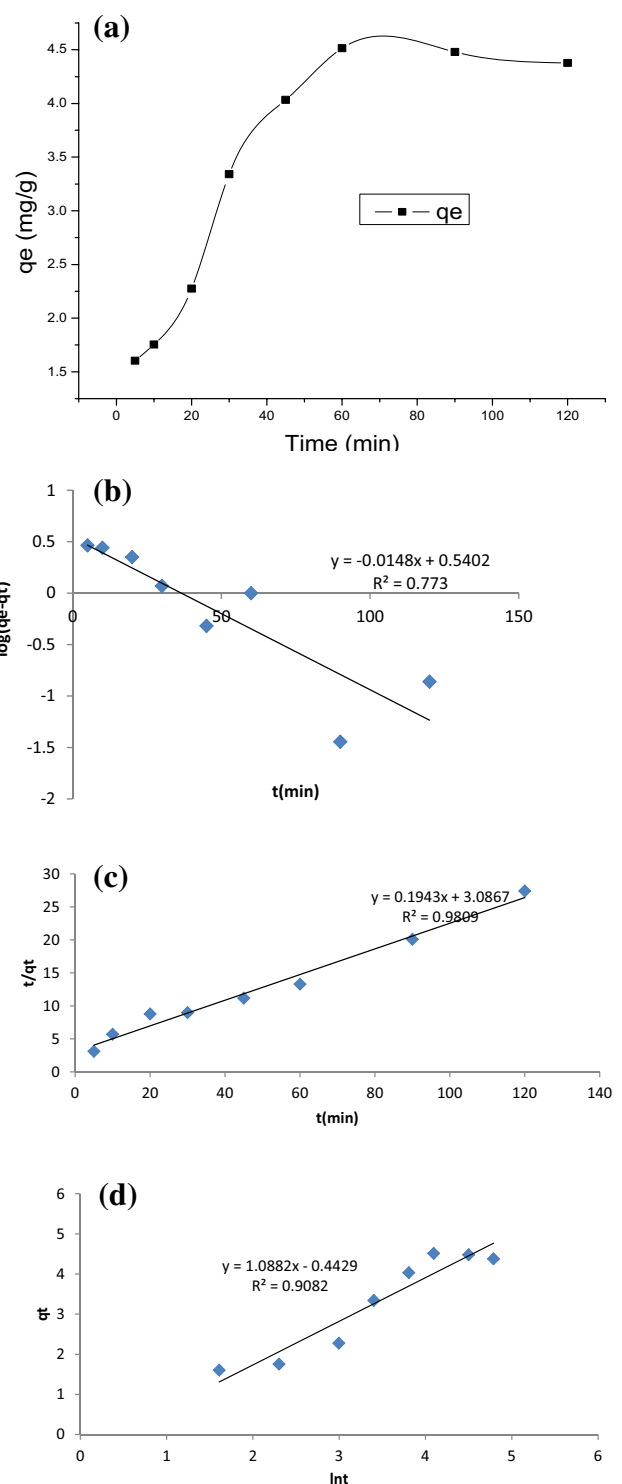 (a)
4.5
4.0
3.5
3.0
2.5
2.0
1.5
qe (mg/g)
qe
0 20 40 60 80 100 120
Time (min)
(b)
1
0.5
0
-0.5
-1
-1.5
-2
log(qe-qt)
y = -0.0148x + 0.5402
R² = 0.773
0 50 100 150
t(min)
(c)
30
25
20
15
10
5
0
t/qt
y = 0.1943x + 3.0867
R² = 0.9809
0 20 40 60 80 100 120 140
t(min)
(d)
6
5
4
3
2
1
0
qt
y = 1.0882x - 0.4429
R² = 0.9082
0 1 2 3 4 5 6
lnt